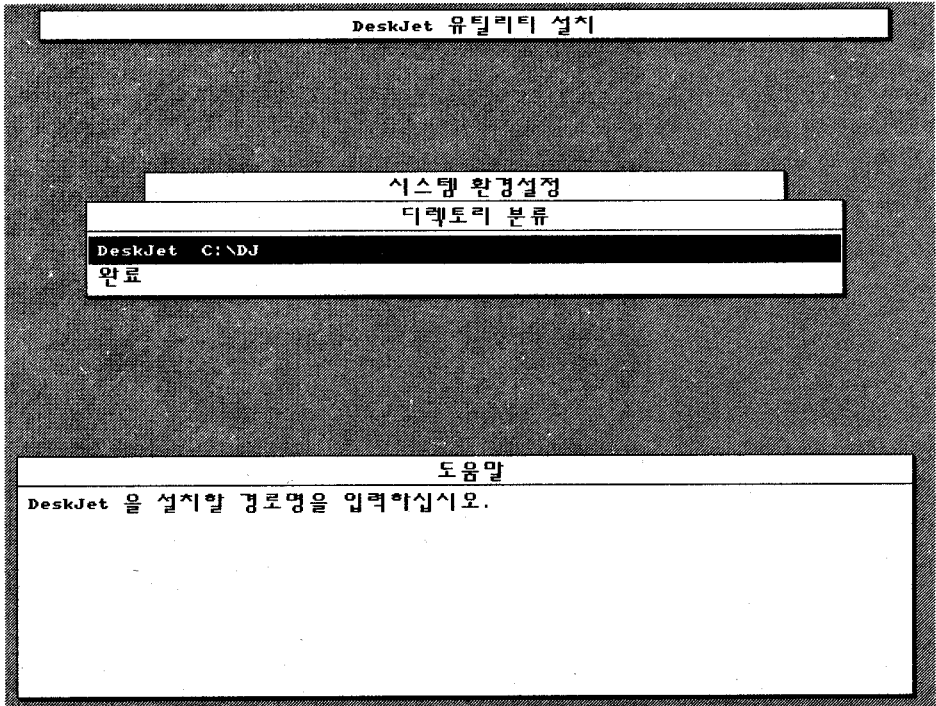 DeskJet 유틸리티 설치
시스템 환경설정
디렉토리 분류
DeskJet C:\DJ
완료
도움말
DeskJet 을 설치할 경로명을 입력하십시오.